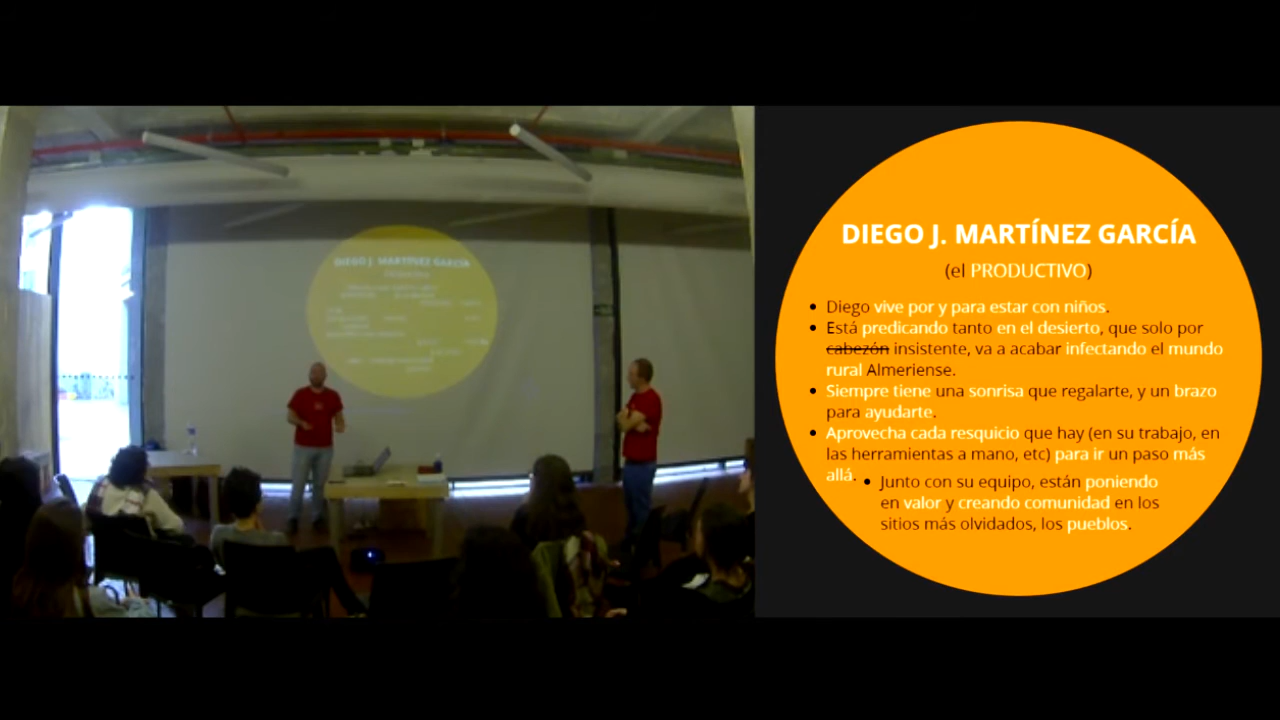 DIEGO J. MARTÍNEZ GARCÍA
(el PRODUCTIVO)
• Diego vive por y para estar con niños.
• Está predicando tanto en el desierto, que solo por
cabezón insistente, va a acabar infectando el mundo
rural Almeriense.
• Siempre tiene una sonrisa que regalarte, y un brazo
para ayudarte.
• Aprovecha cada resquicio que hay (en su trabajo, en
las herramientas a mano, etc) para ir un paso más
allá.
• Junto con su equipo, están poniendo
en valor y creando comunidad en los
sitios más olvidados, los pueblos.
DIEGO J. MARTÍNEZ GARCÍA